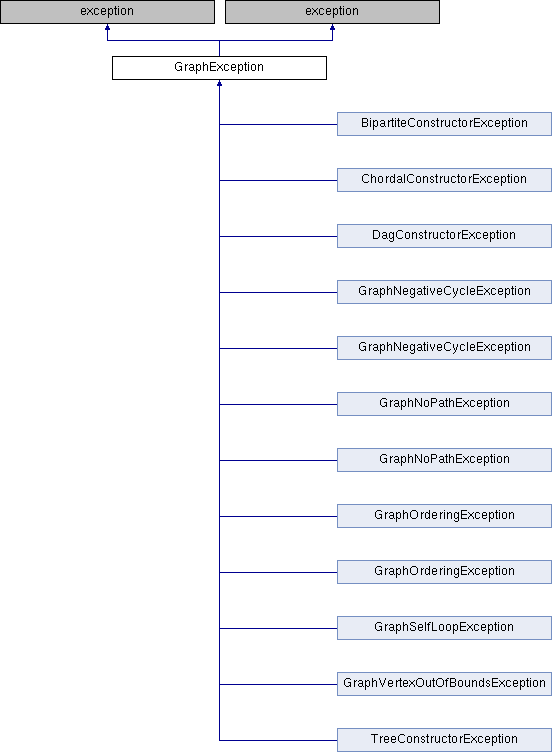 exception
exception
GraphException
BipartiteConstructorException
ChordalConstructorException
DagConstructorException
GraphNegativeCycleException
GraphNegativeCycleException
GraphNoPathException
GraphNoPathException
GraphOrderingException
GraphOrderingException
GraphSelfLoopException
GraphVertexOutOfBoundsException
TreeConstructorException